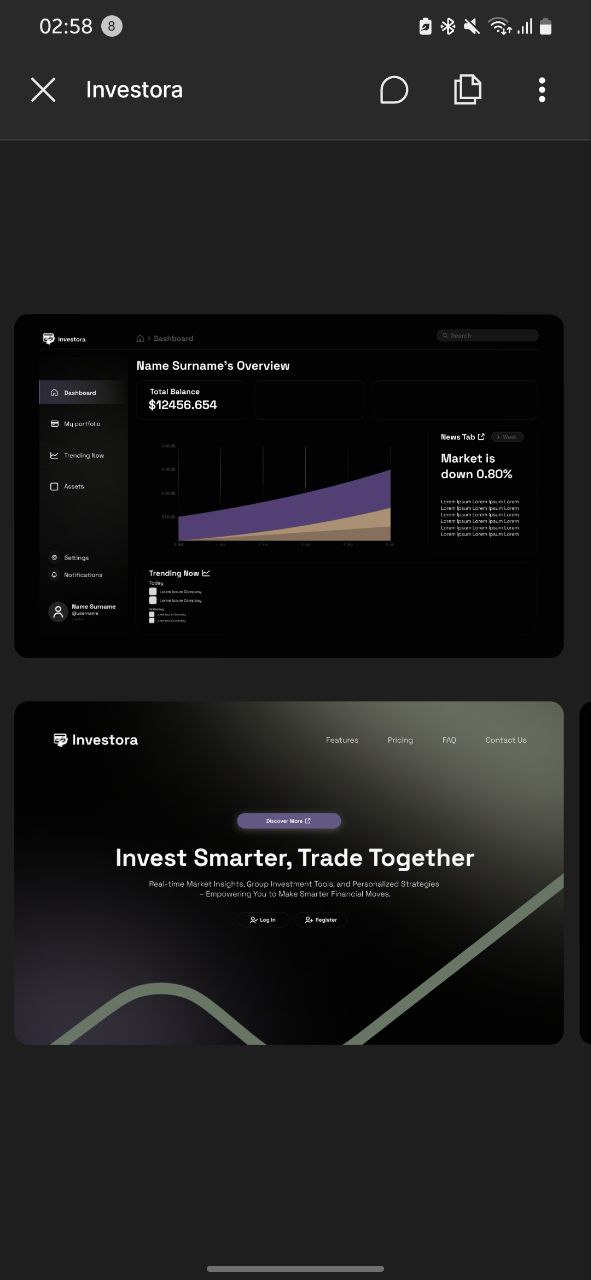 02:58 8
Investora
Investora
Dashboard
Search
Name Surname's Overview
Dashboard
My portfolio
Trending Now
Assets
Settings
Notifications
Name Surname
@username
Total Balance
$12456.654
News Tab
Week
Market is
down 0.80%
Lorem Ipsum Lorem Ipsum Lorem
Lorem Ipsum Lorem Ipsum Lorem
Lorem Ipsum Lorem Ipsum Lorem
Lorem Ipsum Lorem Ipsum Lorem
Lorem Ipsum Lorem Ipsum Lorem
Lorem Ipsum Lorem Ipsum Lorem
Trending Now
Today
Lorem Ipsum Company
Lorem Ipsum Company
Yesterday
Lorem Ipsum Company
Lorem Ipsum Company
Investora
Features
Pricing
FAQ
Contact Us
Discover More
Invest Smarter, Trade Together
Real-time Market Insights, Group Investment Tools, and Personalized Strategies
– Empowering You to Make Smarter Financial Moves.
Log In
Register